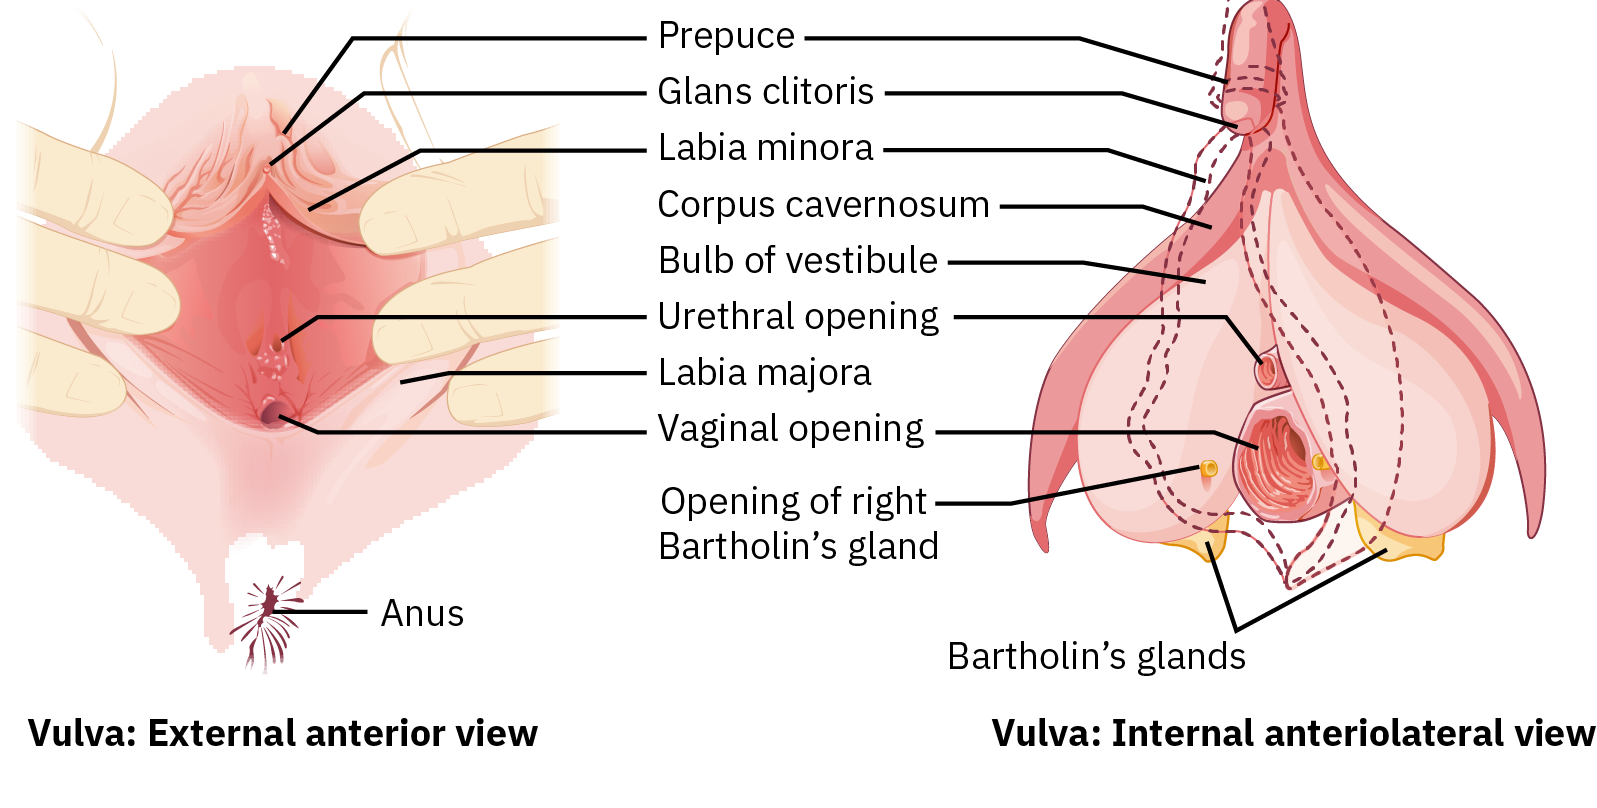 Prepuce
Glans clitoris
Labia minora
Corpus cavernosum
Bulb of vestibule
Urethral opening
Labia majora
Vaginal opening
Opening of right
Bartholin’s gland
Anus
Bartholin’s glands
Vulva: External anterior view
Vulva: Internal anteriolateral view